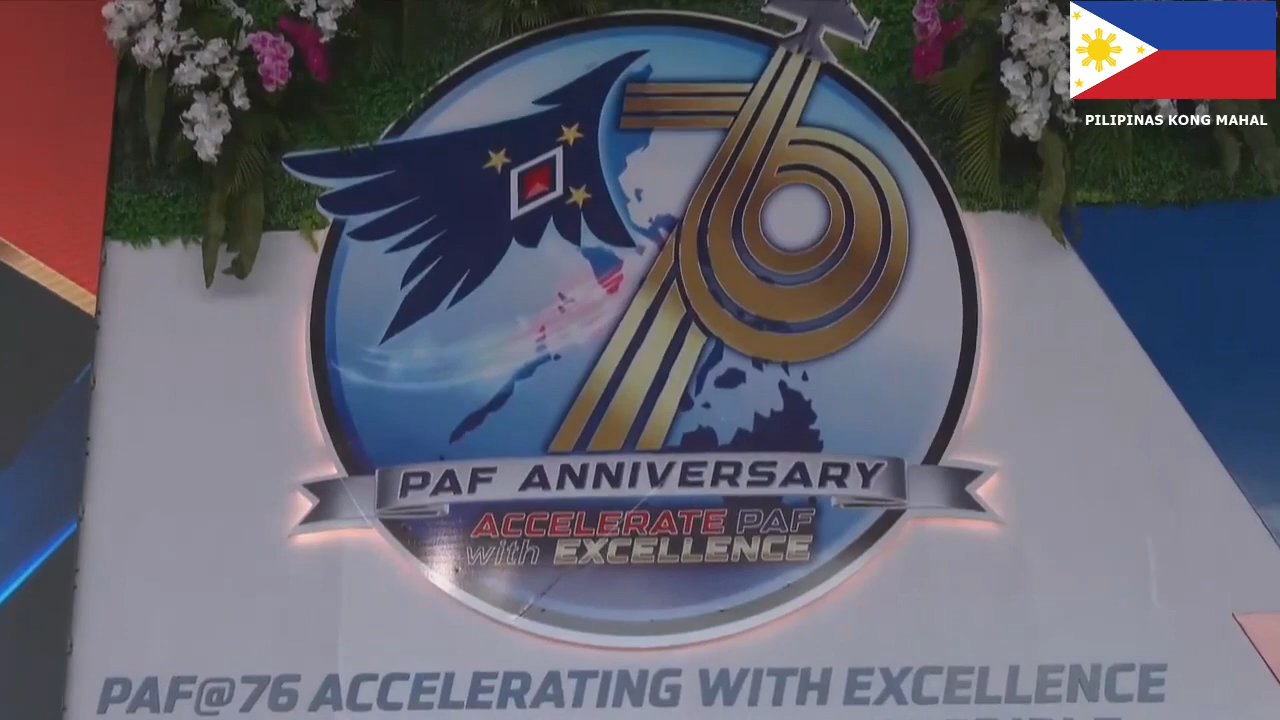 PILIPINAS KONG MAHAL
76
PAF ANNIVERSARY
ACCELERATE PAF
with EXCELLENCE
PAF@76 ACCELERATING WITH EXCELLENCE